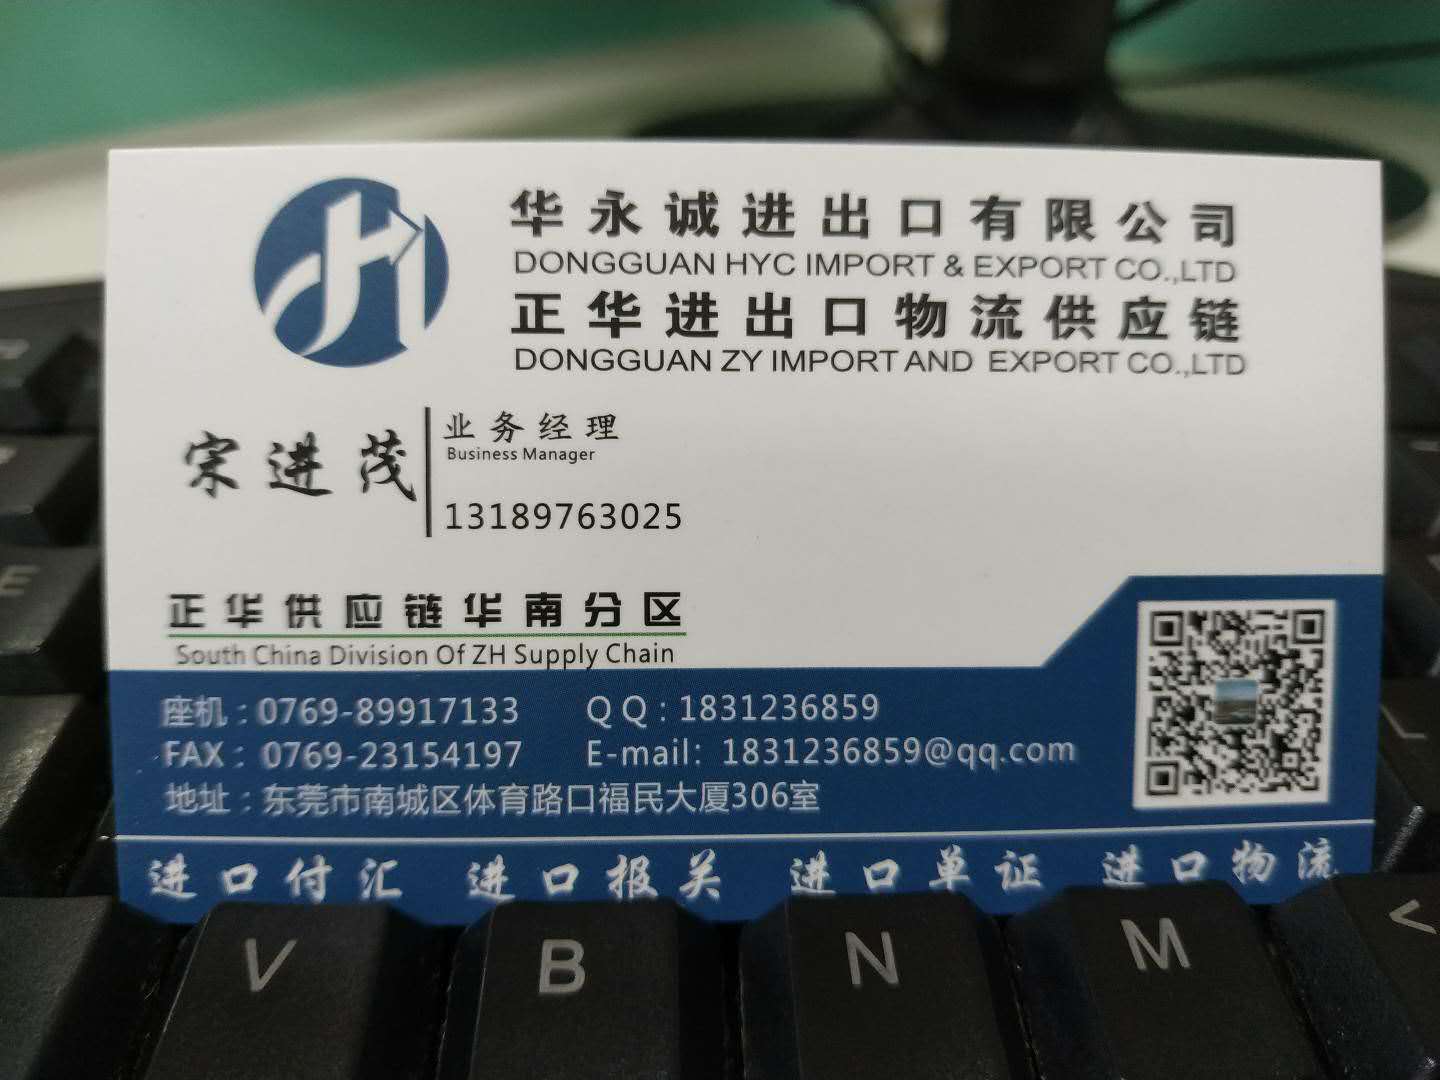 华永诚进出口有限公司
DONGGUAN HYC IMPORT & EXPORT CO.,LTD
正华进出口物流供应链
DONGGUAN ZY IMPORT AND EXPORT CO.,LTD
宋进茂
业务经理
Business Manager
13189763025
正华供应链华南分区
South China Division Of ZH Supply Chain
座机：0769-89917133 QQ：1831236859
FAX：0769-23154197 E-mail：1831236859@qq.com
地址：东莞市南城区体育路口福民大厦306室
进口付汇 进口报关 进口单证 进口物流
V B N M <